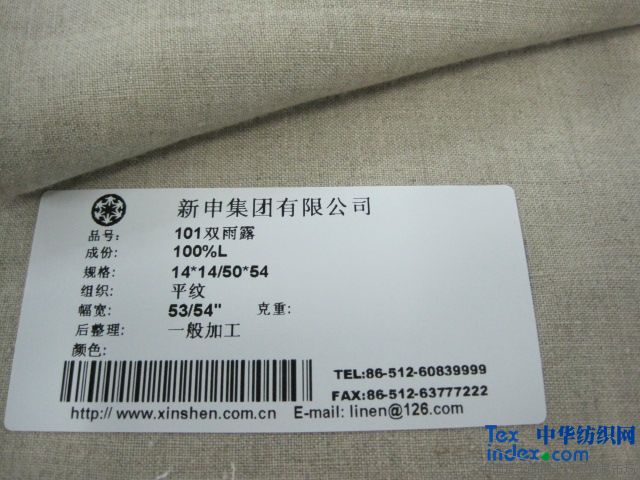 新申集团有限公司
品号: 101双雨露
成份: 100%L
规格: 14*14/50*54
组织: 平纹
幅宽: 53/54" 克重:
后整理: 一般加工
颜色:
TEL:86-512-60839999
FAX:86-512-63777222
http://www.xinshen.com.cn E-mail: linen@126.com
Tex 中华纺织网
index.com